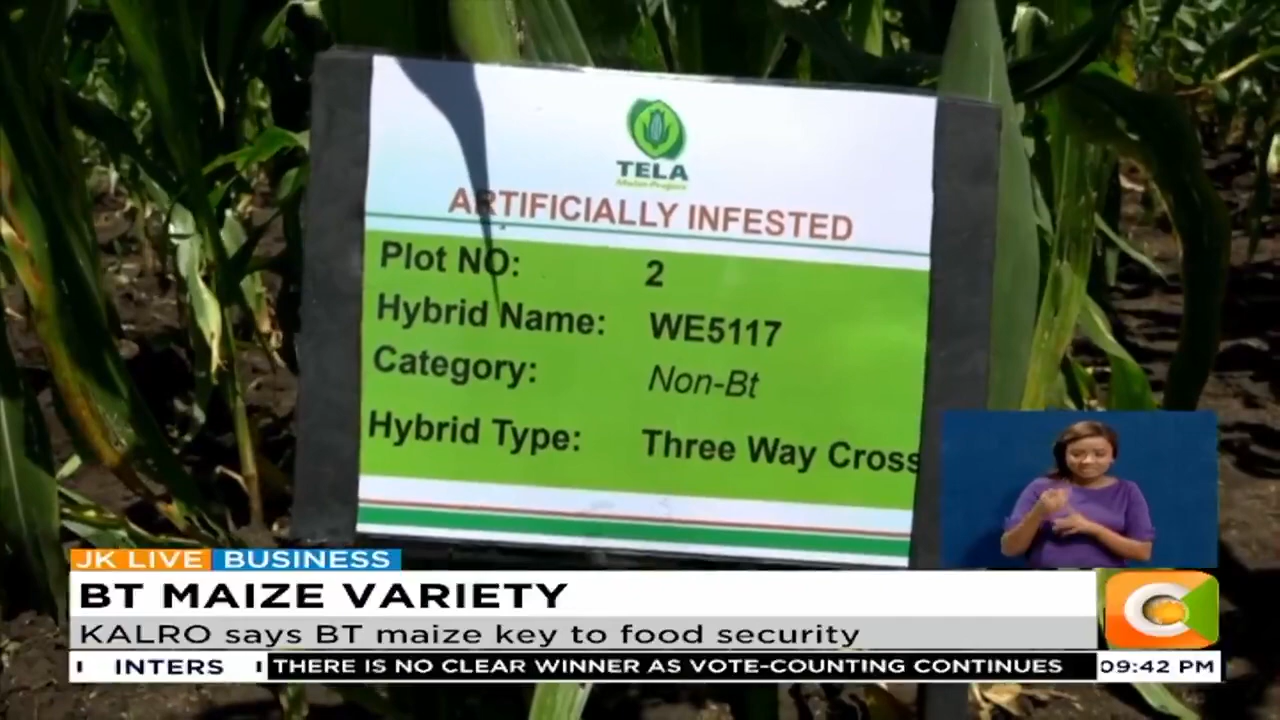 TELA
Maize Project
ARTIFICIALLY INFESTED
Plot NO: 2
Hybrid Name: WE5117
Category: Non-Bt
Hybrid Type: Three Way Cross
JK LIVE BUSINESS
BT MAIZE VARIETY
KALRO says BT maize key to food security
INTERS THERE IS NO CLEAR WINNER AS VOTE-COUNTING CONTINUES 09:42 PM